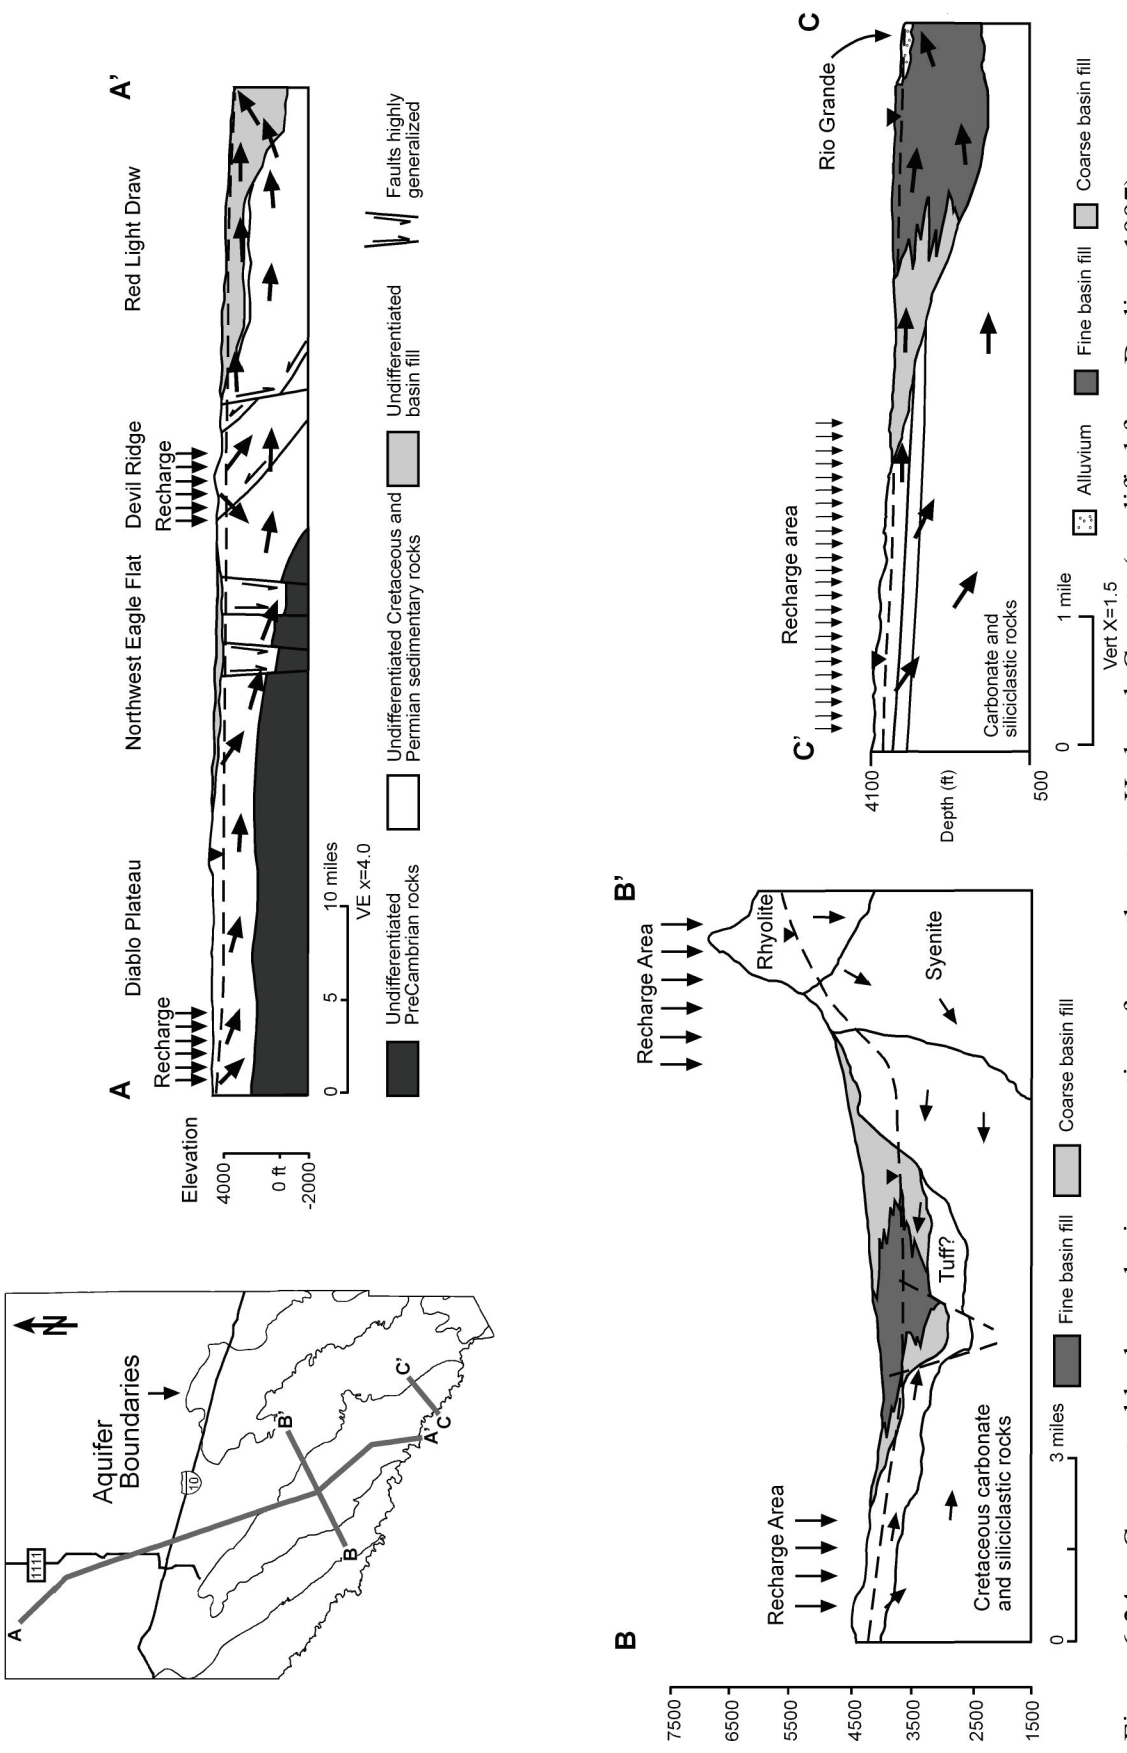 N
Aquifer
Boundaries
1111
10
A
A'
B
B'
C
C'
A
A'
Diablo Plateau
Northwest Eagle Flat
Devil Ridge
Red Light Draw
Recharge
Recharge
Elevation
4000
0 ft
-2000
0
5
10 miles
VE x=4.0
Undifferentiated
PreCambrian rocks
Undifferentiated Cretaceous and
Permian sedimentary rocks
Undifferentiated
basin fill
Faults highly
generalized
B
B'
Recharge Area
Recharge Area
Rhyolite
Syenite
Tuff?
Cretaceous carbonate
and siliciclastic rocks
7500
6500
5500
4500
3500
2500
1500
0
3 miles
Fine basin fill
Coarse basin fill
C'
C
Recharge area
Rio Grande
4100
Depth (ft)
500
Carbonate and
siliciclastic rocks
0
1 mile
Vert X=1.5
Alluvium
Fine basin fill
Coarse basin fill